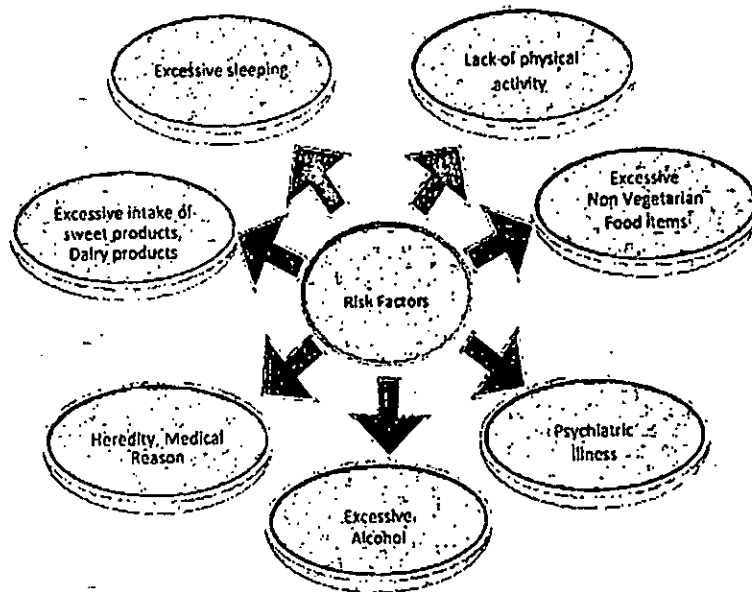 Excessive sleeping
Lack of physical
activity
Excessive intake of
sweet products,
Dairy products
Excessive
Non Vegetarian
Food items
Risk Factors
Heredity, Medical
Reason
Psychiatric
illness
Excessive
Alcohol